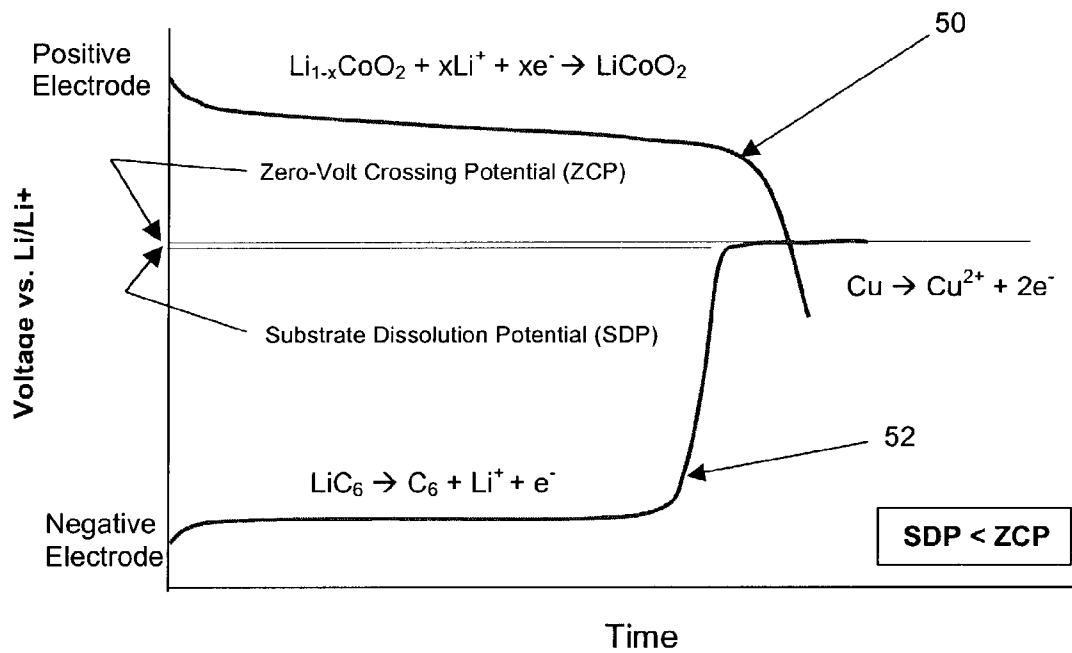 50
Positive
Electrode
Li₁₋ₓCoO₂ + xLi⁺ + xe⁻ → LiCoO₂
Zero-Volt Crossing Potential (ZCP)
Voltage vs. Li/Li+
Cu → Cu²⁺ + 2e⁻
Substrate Dissolution Potential (SDP)
52
LiC₆ → C₆ + Li⁺ + e⁻
Negative
Electrode
SDP < ZCP
Time